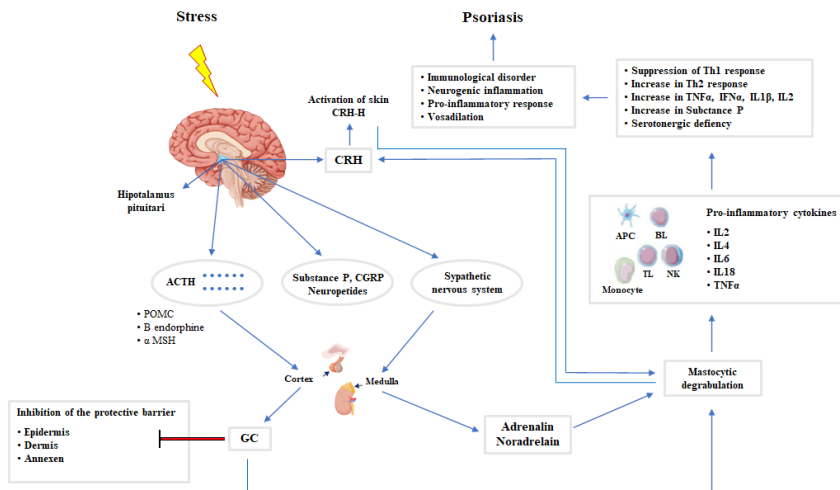 Stress
Psoriasis
• Immunological disorder
• Neurogenic inflammation
• Pro-inflammatory response
• Vosadilation
• Suppression of Th1 response
• Increase in Th2 response
• Increase in TNFα, IFNα, IL1β, IL2
• Increase in Subctance P
• Serotonergic defiency
Activation of skin
CRH-H
CRH
Hipotalamus
pituitari
ACTH
• POMC
• B endorphine
• α MSH
Substance P, CGRP
Neuropetides
Sypathetic
nervous system
APC
BL
TL
NK
Monocyte
Pro-inflammatory cytokines
• IL2
• IL4
• IL6
• IL18
• TNFα
Cortex
Medulla
Mastocytic
degrabulation
Inhibition of the protective barrier
• Epidermis
• Dermis
• Annexen
GC
Adrenalin
Noradrelain